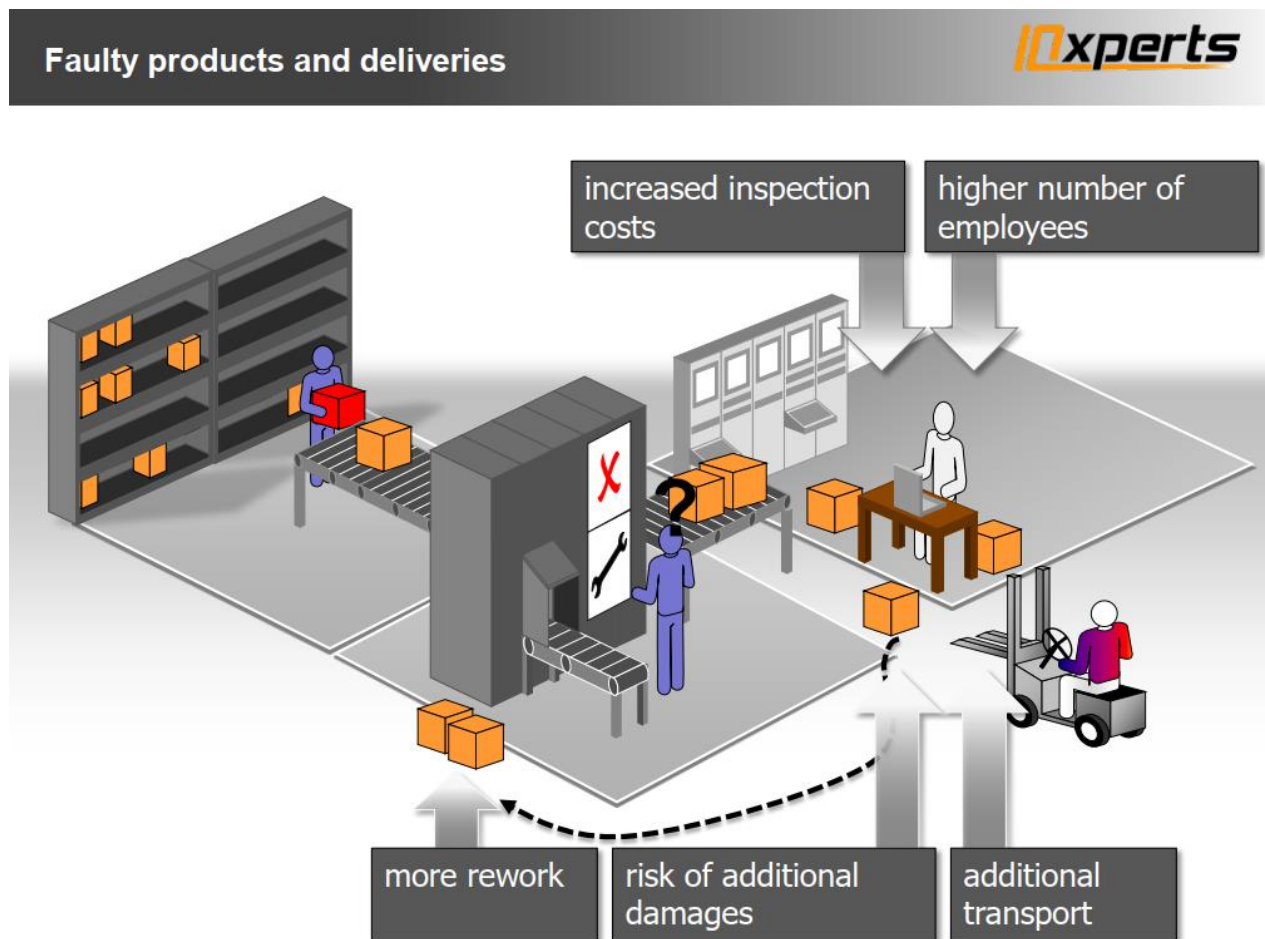 Faulty products and deliveries
IQxperts
increased inspection
costs
higher number of
employees
?
more rework
risk of additional
damages
additional
transport